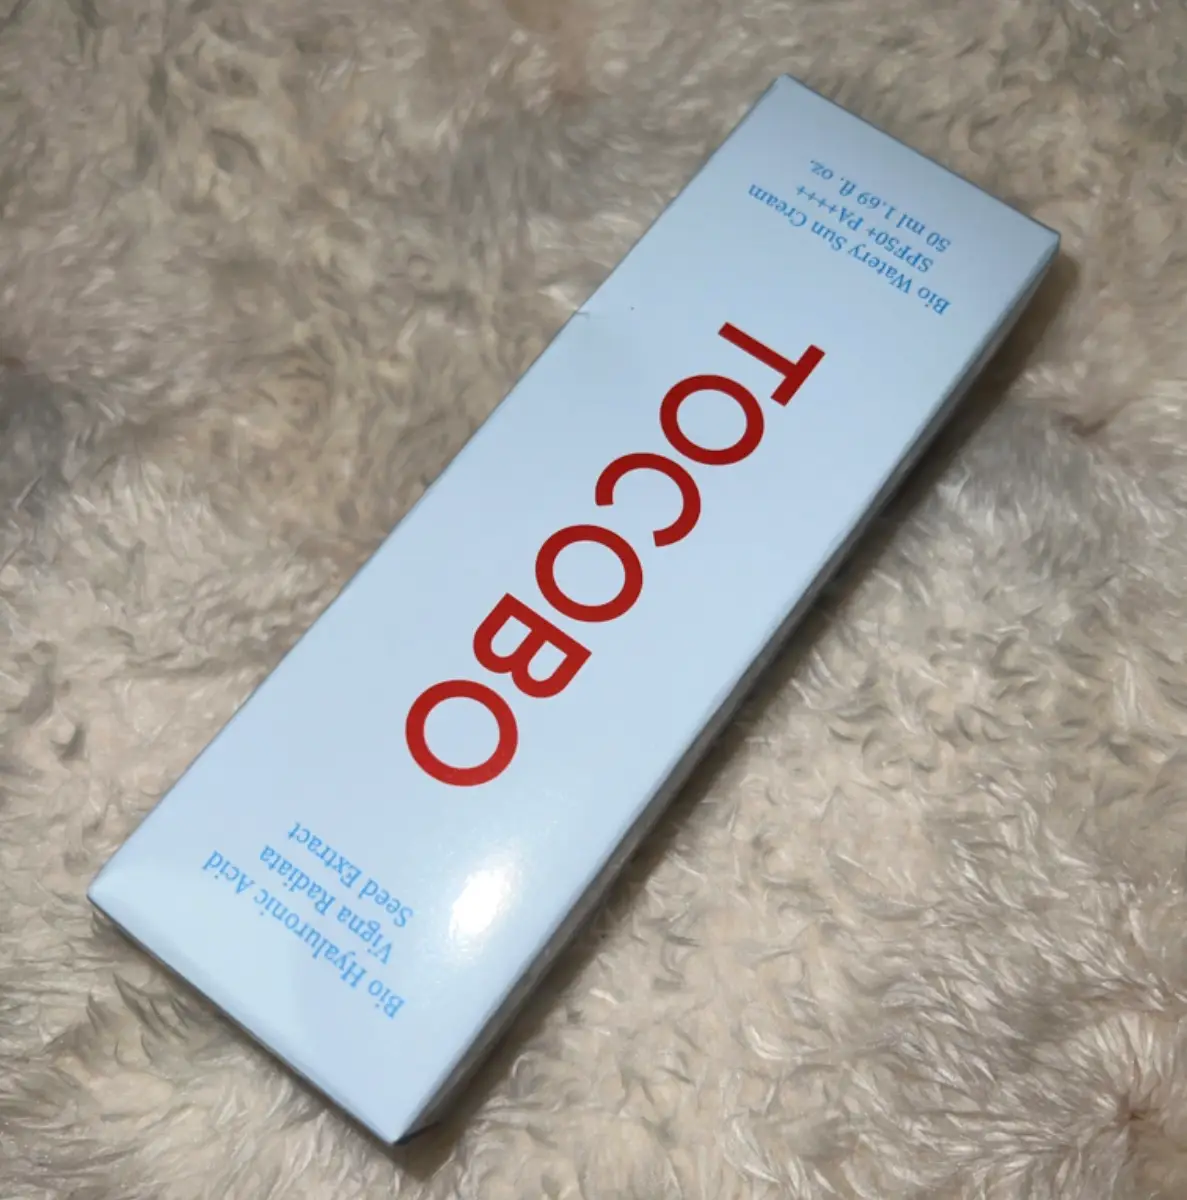 Bio Hyaluronic Acid
Vigna Radiata
Seed Extract
TOCOBO
Bio Watery Sun Cream
SPF50+ PA++++
50 ml 1.69 fl. oz.